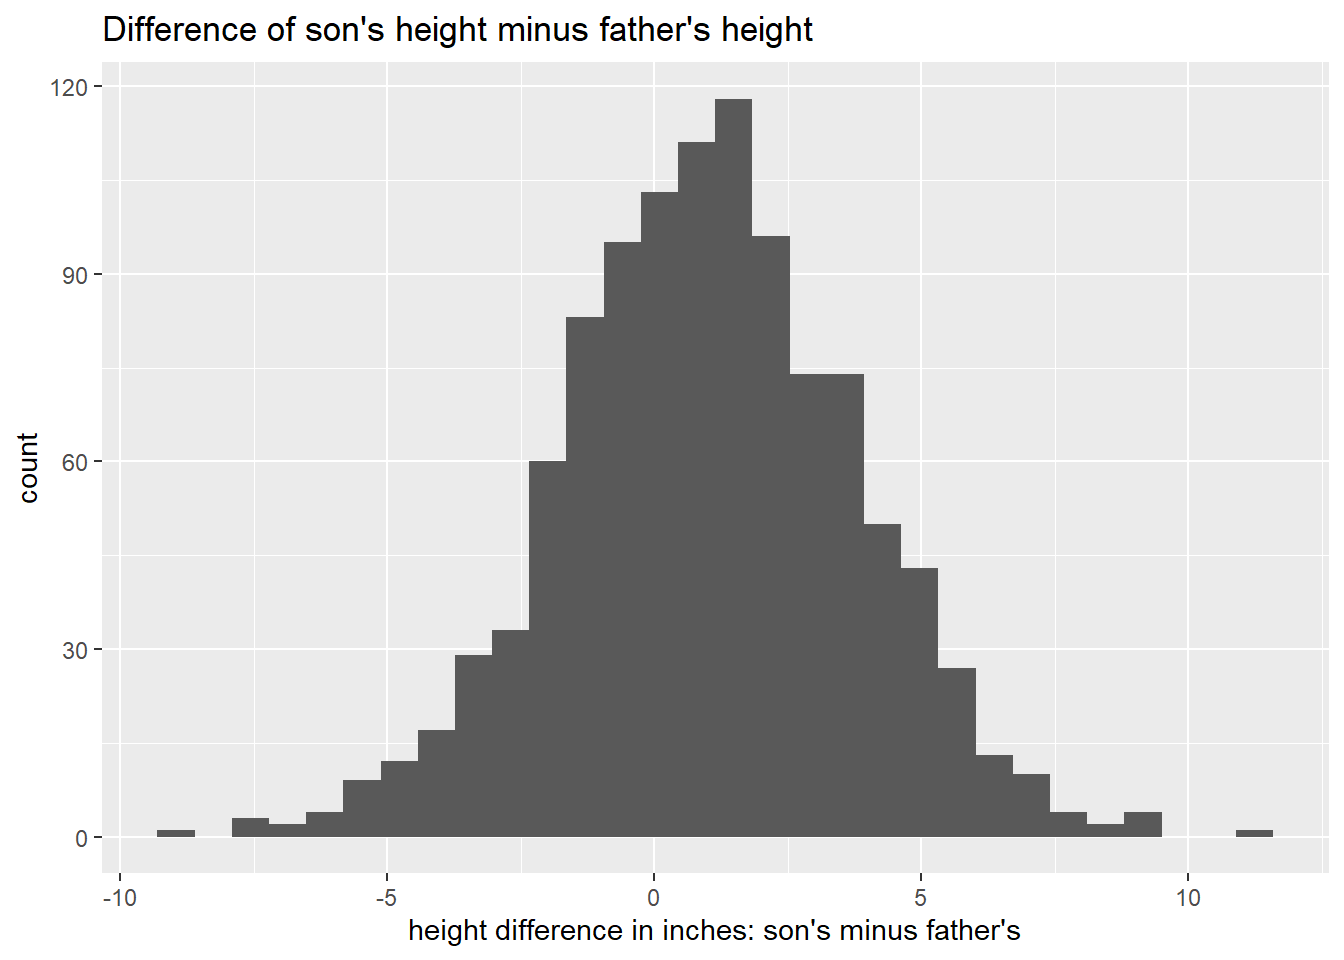 Difference of son's height minus father's height
120
90
60
30
0
count
-10 -5 0 5 10
height difference in inches: son's minus father's